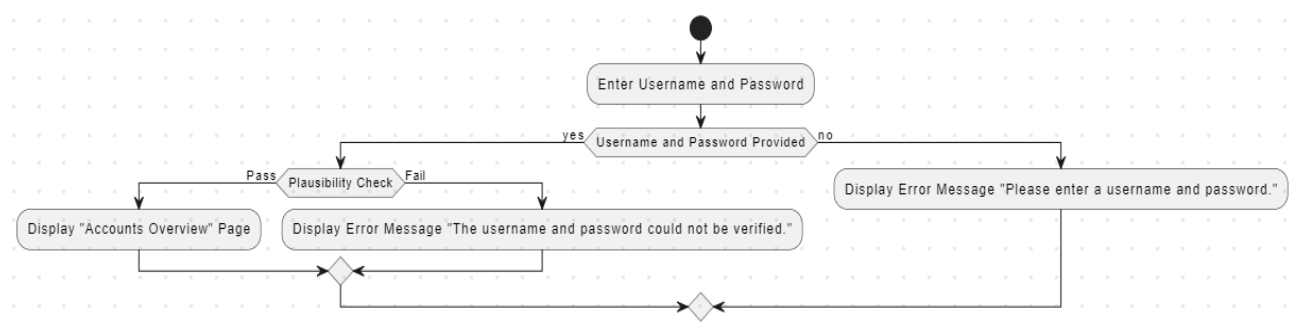 Enter Username and Password
yes
Username and Password Provided
no
Pass
Plausibility Check
Fail
Display Error Message "Please enter a username and password."
Display "Accounts Overview" Page
Display Error Message "The username and password could not be verified."